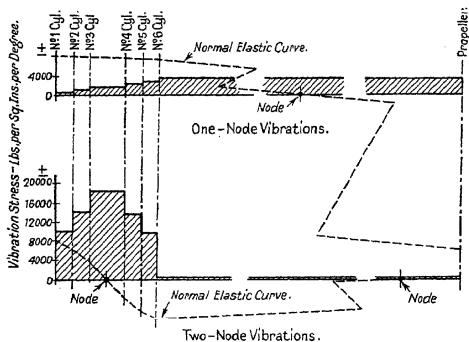 Vibration Stress – Lbs. per Sq. Ins. per Degree.
Nº1 Cyl.
Nº2 Cyl.
Nº3 Cyl.
Nº4 Cyl.
Nº5 Cyl.
Nº6 Cyl.
Propeller.
1+
Normal Elastic Curve.
4000
0
Node
One-Node Vibrations.
1+
20000
16000
12000
8000
4000
0
Node
Normal Elastic Curve.
Node
Two-Node Vibrations.